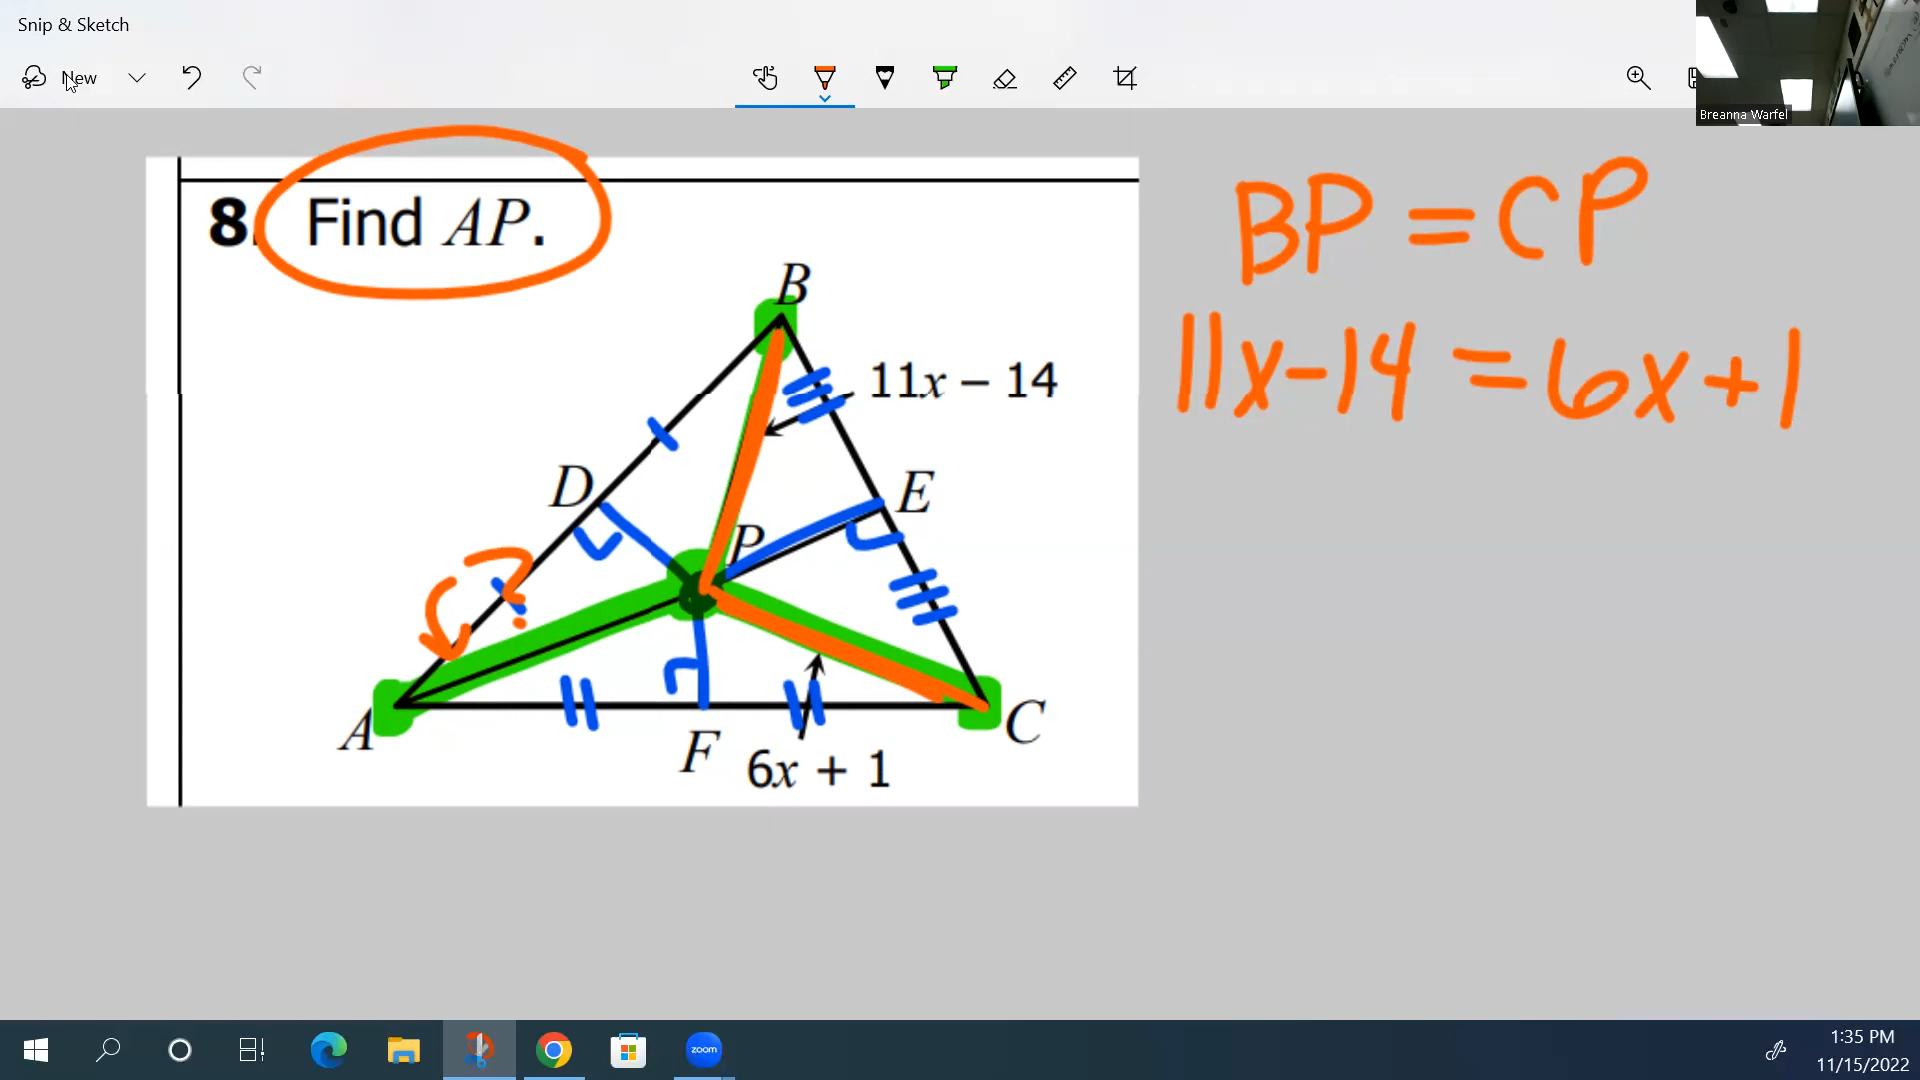 Snip & Sketch
New
Breanna Warfel
8. Find AP.
BP = CP
11x-14 = 6x+1
B
11x – 14
D
E
P
?
A
F
C
6x + 1
zoom
1:35 PM
11/15/2022